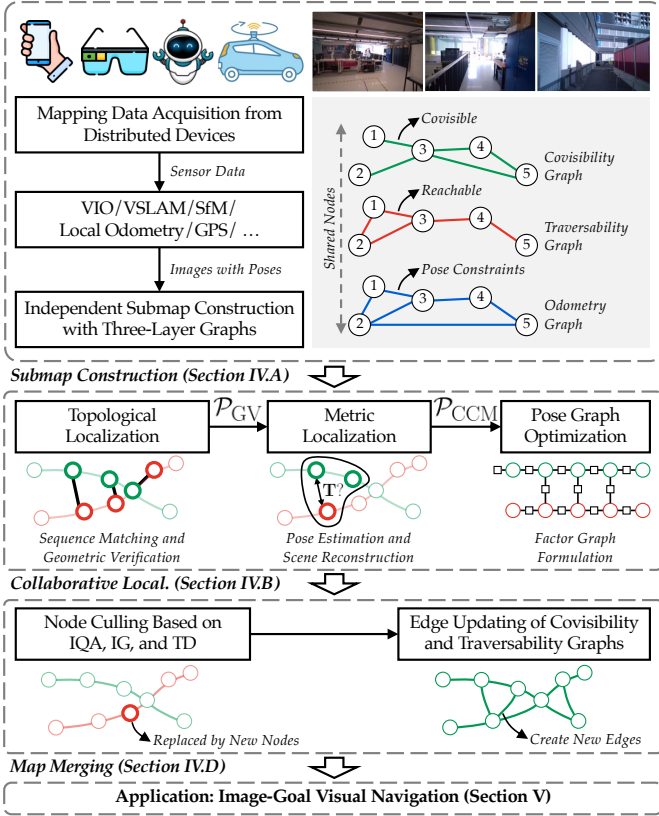 Mapping Data Acquisition from
Distributed Devices
Sensor Data
VIO/VSLAM/SfM/
Local Odometry/GPS/ ...
Images with Poses
Independent Submap Construction
with Three-Layer Graphs
Shared Nodes
Covisible
1
2
3
4
5
Covisibility
Graph
Reachable
1
2
3
4
5
Traversability
Graph
Pose Constraints
1
2
3
4
5
Odometry
Graph
Submap Construction (Section IV.A)
Topological
Localization
𝒫GV
Metric
Localization
𝒫CCM
Pose Graph
Optimization
T?
Sequence Matching and
Geometric Verification
Pose Estimation and
Scene Reconstruction
Factor Graph
Formulation
Collaborative Local. (Section IV.B)
Node Culling Based on
IQA, IG, and TD
Edge Updating of Covisibility
and Traversability Graphs
Replaced by New Nodes
Create New Edges
Map Merging (Section IV.D)
Application: Image-Goal Visual Navigation (Section V)